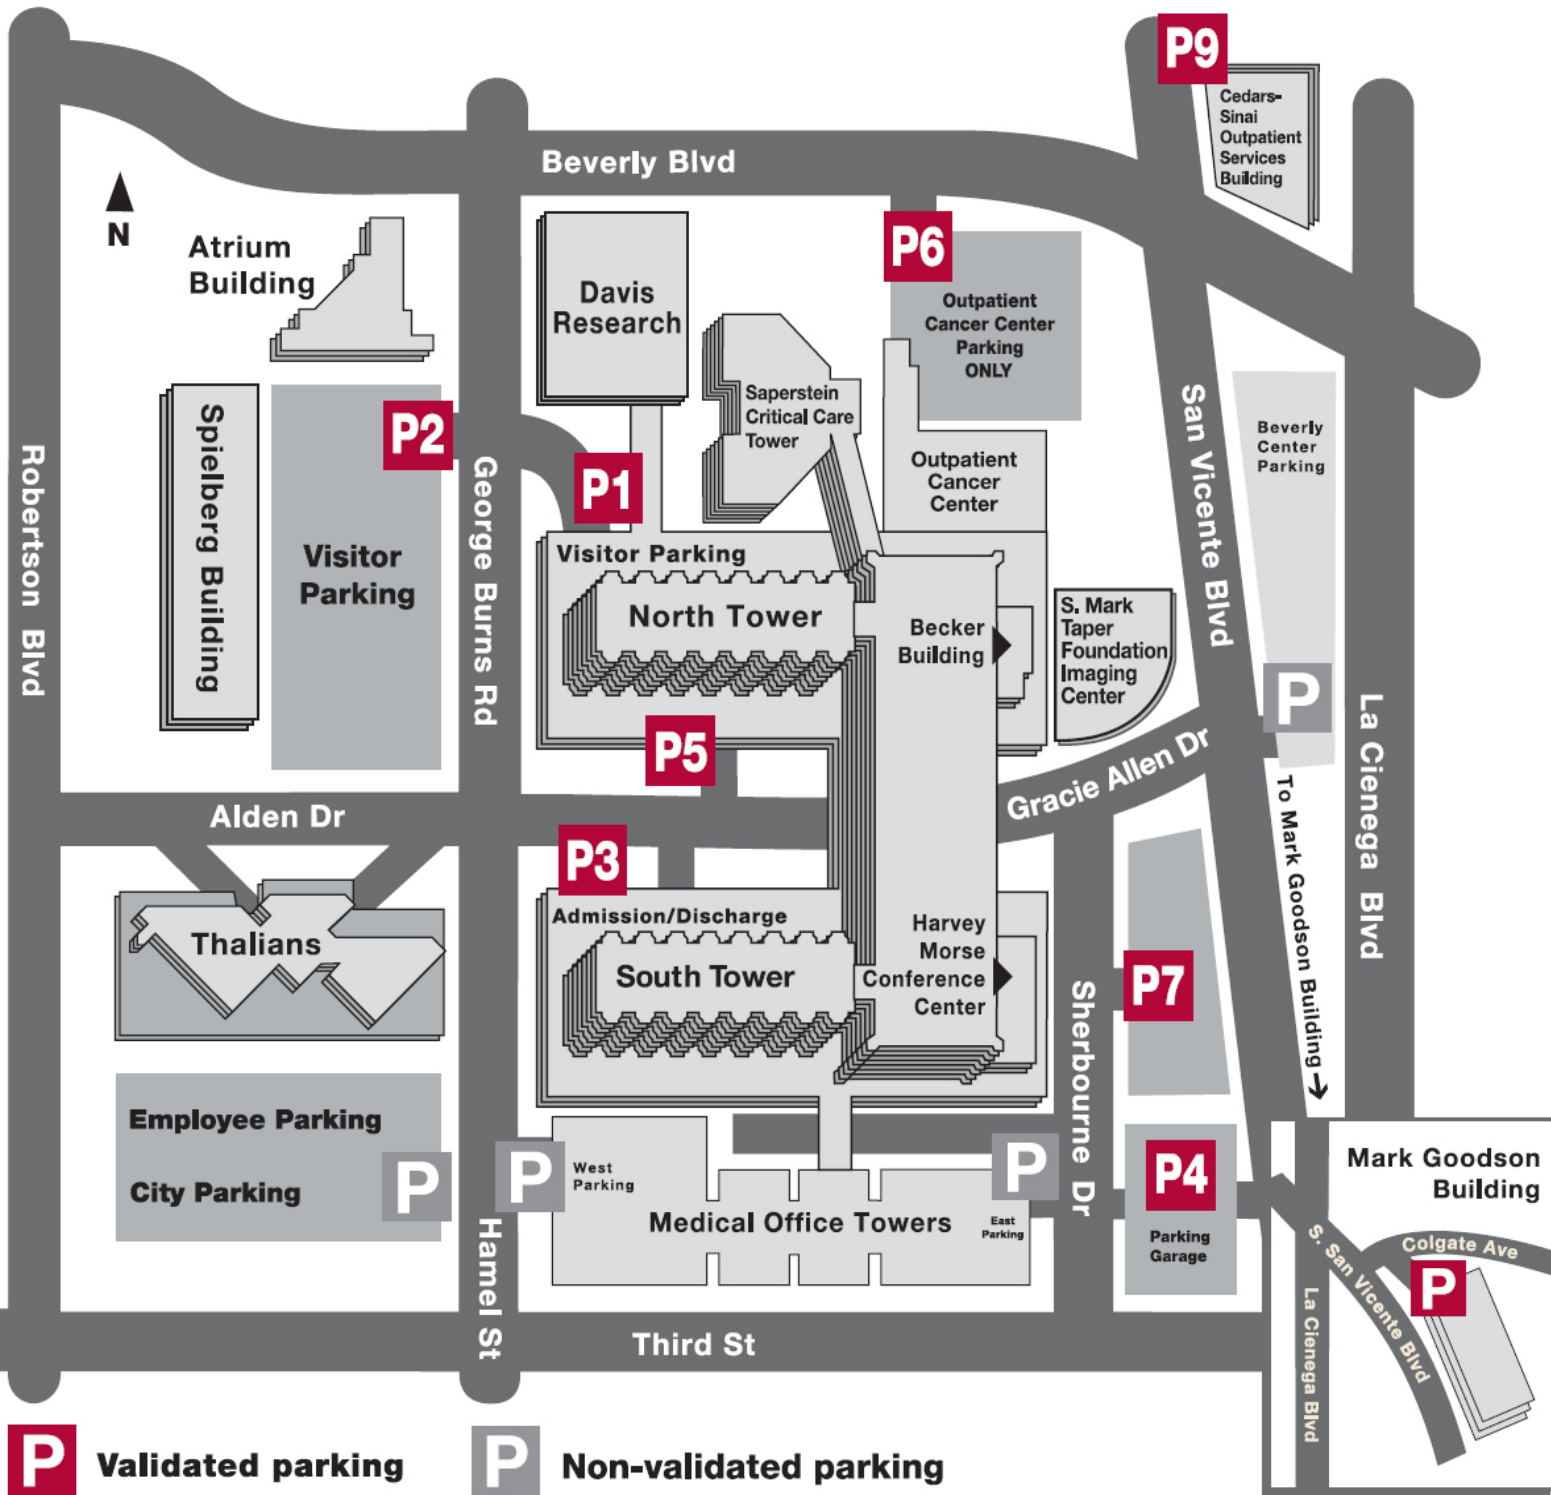 P9
Cedars-
Sinai
Outpatient
Services
Building
Beverly Blvd
N
Atrium
Building
Davis
Research
P6
Outpatient
Cancer Center
Parking
ONLY
Saperstein
Critical Care
Tower
P2
P1
Outpatient
Cancer
Center
San Vicente Blvd
Beverly
Center
Parking
Robertson Blvd
Spielberg Building
Visitor
Parking
George Burns Rd
Visitor Parking
North Tower
Becker
Building
S. Mark
Taper
Foundation
Imaging
Center
P
La Cienega Blvd
P5
Gracie Allen Dr
To Mark Goodson Building
Alden Dr
P3
Admission/Discharge
South Tower
Harvey
Morse
Conference
Center
Thalians
P7
Sherbourne Dr
Employee Parking
City Parking
P
P
West
Parking
Medical Office Towers
P
East
Parking
P4
Parking
Garage
Mark Goodson
Building
Colgate Ave
S. San Vicente Blvd
P
La Cienega Blvd
Hamel St
Third St
P Validated parking
P Non-validated parking